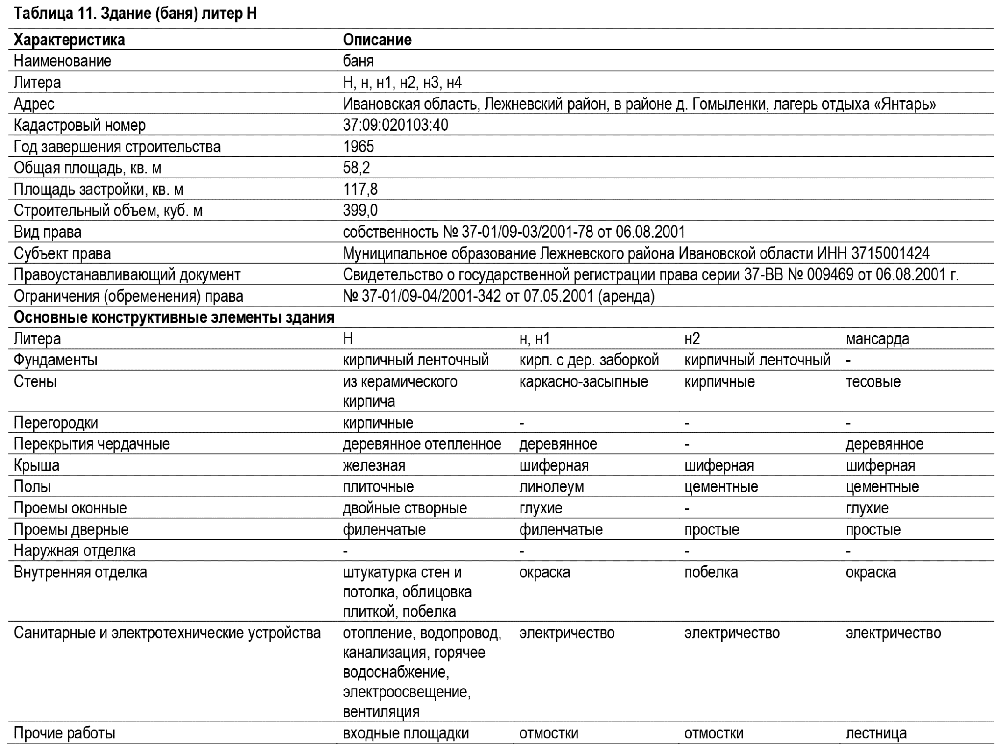 Таблица 11. Здание (баня) литер Н
Характеристика Описание
Наименование баня
Литера Н, н, н1, н2, н3, н4
Адрес Ивановская область, Лежневский район, в районе д. Гомыленки, лагерь отдыха «Янтарь»
Кадастровый номер 37:09:020103:40
Год завершения строительства 1965
Общая площадь, кв. м 58,2
Площадь застройки, кв. м 117,8
Строительный объем, куб. м 399,0
Вид права собственность № 37-01/09-03/2001-78 от 06.08.2001
Субъект права Муниципальное образование Лежневского района Ивановской области ИНН 3715001424
Правоустанавливающий документ Свидетельство о государственной регистрации права серии 37-ВВ № 009469 от 06.08.2001 г.
Ограничения (обременения) права № 37-01/09-04/2001-342 от 07.05.2001 (аренда)
Основные конструктивные элементы здания
Литера Н н, н1 н2 мансарда
Фундаменты кирпичный ленточный кирп. с дер. заборкой кирпичный ленточный -
Стены из керамического каркасно-засыпные кирпичные тесовые
кирпича
Перегородки кирпичные - - -
Перекрытия чердачные деревянное отепленное деревянное - деревянное
Крыша железная шиферная шиферная шиферная
Полы плиточные линолеум цементные цементные
Проемы оконные двойные створные глухие - глухие
Проемы дверные филенчатые филенчатые простые простые
Наружная отделка - - - -
Внутренняя отделка штукатурка стен и окраска побелка окраска
потолка, облицовка
плиткой, побелка
Санитарные и электротехнические устройства отопление, водопровод, электричество электричество электричество
канализация, горячее
водоснабжение,
электроосвещение,
вентиляция
Прочие работы входные площадки отмостки отмостки лестница